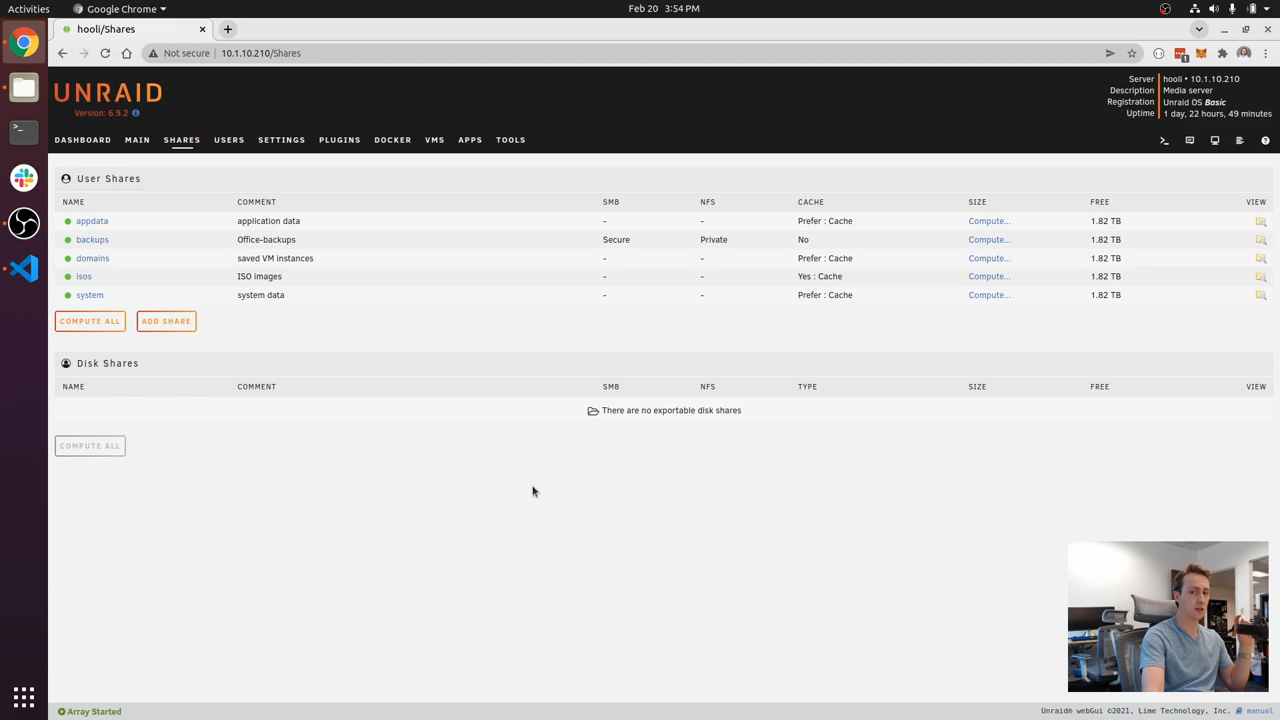 Activities Google Chrome Feb 20 3:54 PM
hooli/Shares
Not secure 10.1.10.210/Shares
1
UNRAID
Version: 6.9.2
Server hooli • 10.1.10.210
Description Media server
Registration Unraid OS Basic
Uptime 1 day, 22 hours, 49 minutes
DASHBOARD MAIN SHARES USERS SETTINGS PLUGINS DOCKER VMS APPS TOOLS
User Shares
NAME COMMENT SMB NFS CACHE SIZE FREE VIEW
appdata application data - - Prefer : Cache Compute... 1.82 TB
backups Office-backups Secure Private No Compute... 1.82 TB
domains saved VM instances - - Prefer : Cache Compute... 1.82 TB
isos ISO images - - Yes : Cache Compute... 1.82 TB
system system data - - Prefer : Cache Compute... 1.82 TB
COMPUTE ALL ADD SHARE
Disk Shares
NAME COMMENT SMB NFS TYPE SIZE FREE VIEW
There are no exportable disk shares
COMPUTE ALL
Array Started
Unraid® webGui ©2021, Lime Technology, Inc. manual